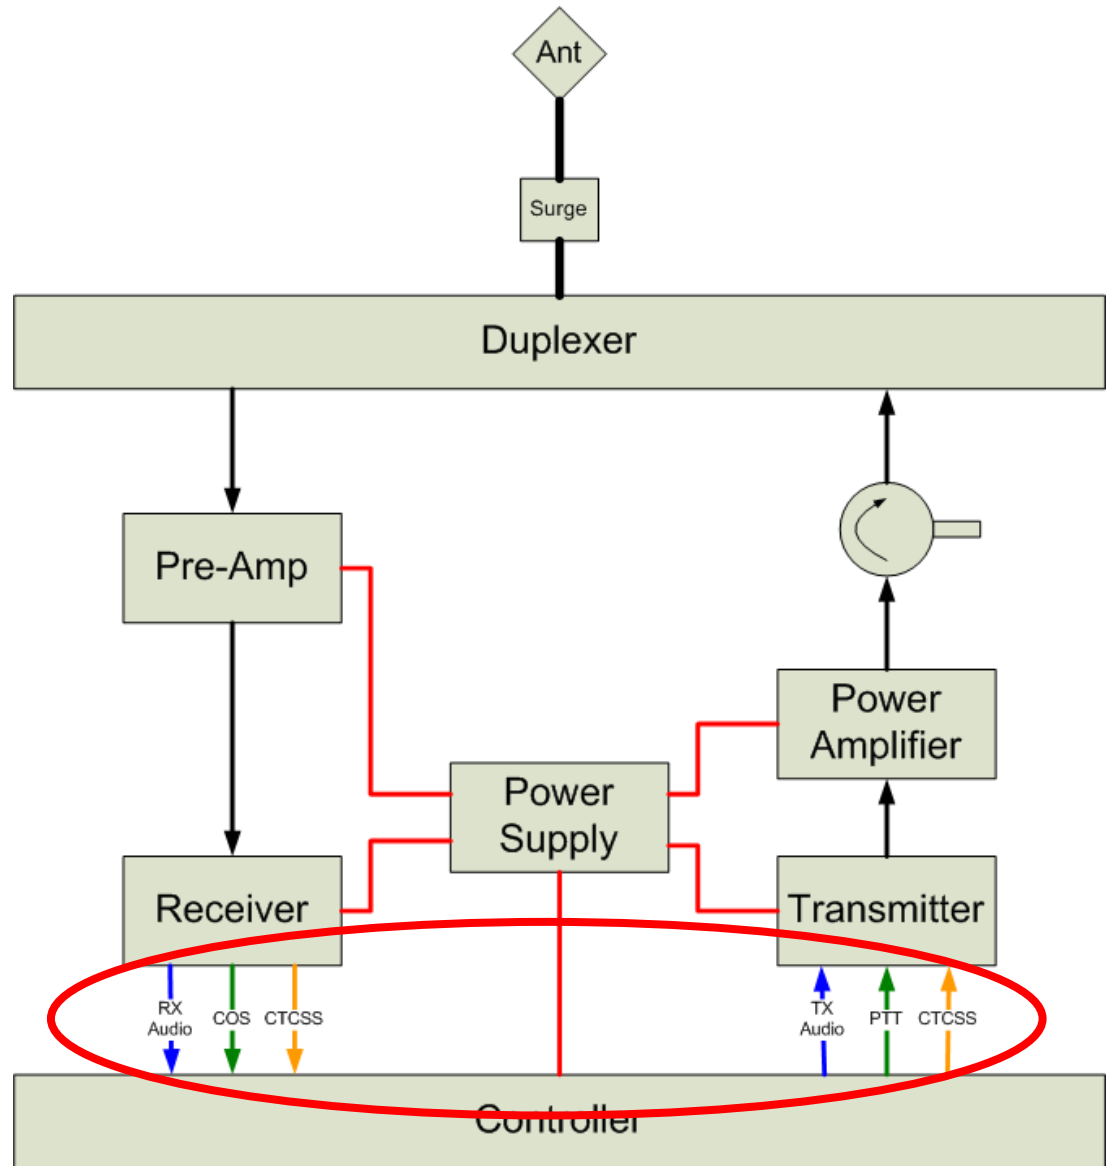 Ant
Surge
Duplexer
Pre-Amp
Power
Amplifier
Power
Supply
Receiver
Transmitter
RX
Audio
COS
CTCSS
TX
Audio
PTT
CTCSS
Controller